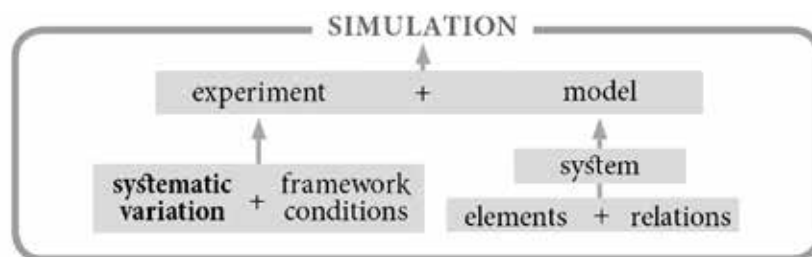 SIMULATION
experiment + model
systematic variation + framework conditions
system
elements + relations